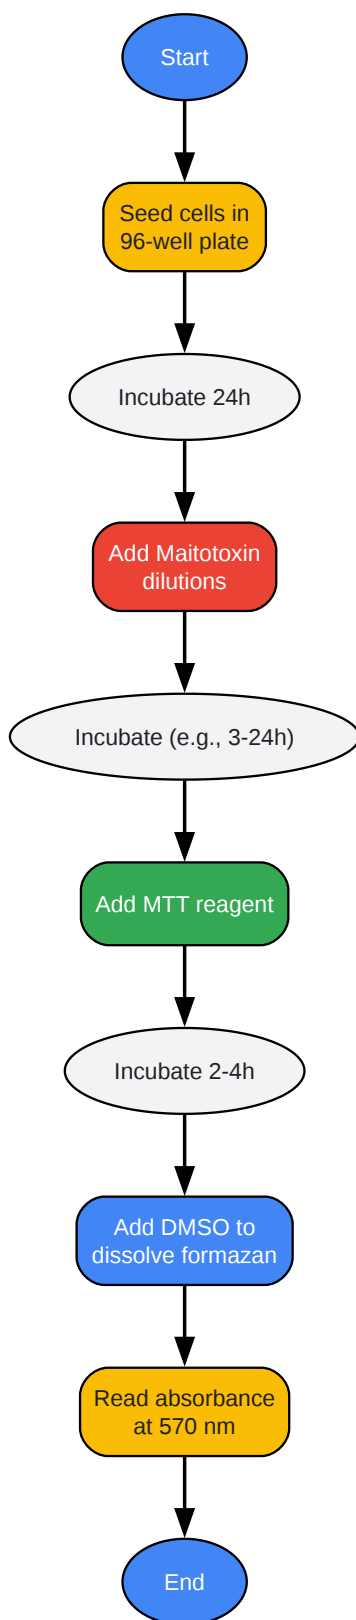 Start
Seed cells in
96-well plate
Incubate 24h
Add Maitotoxin
dilutions
Incubate (e.g., 3-24h)
Add MTT reagent
Incubate 2-4h
Add DMSO to
dissolve formazan
Read absorbance
at 570 nm
End